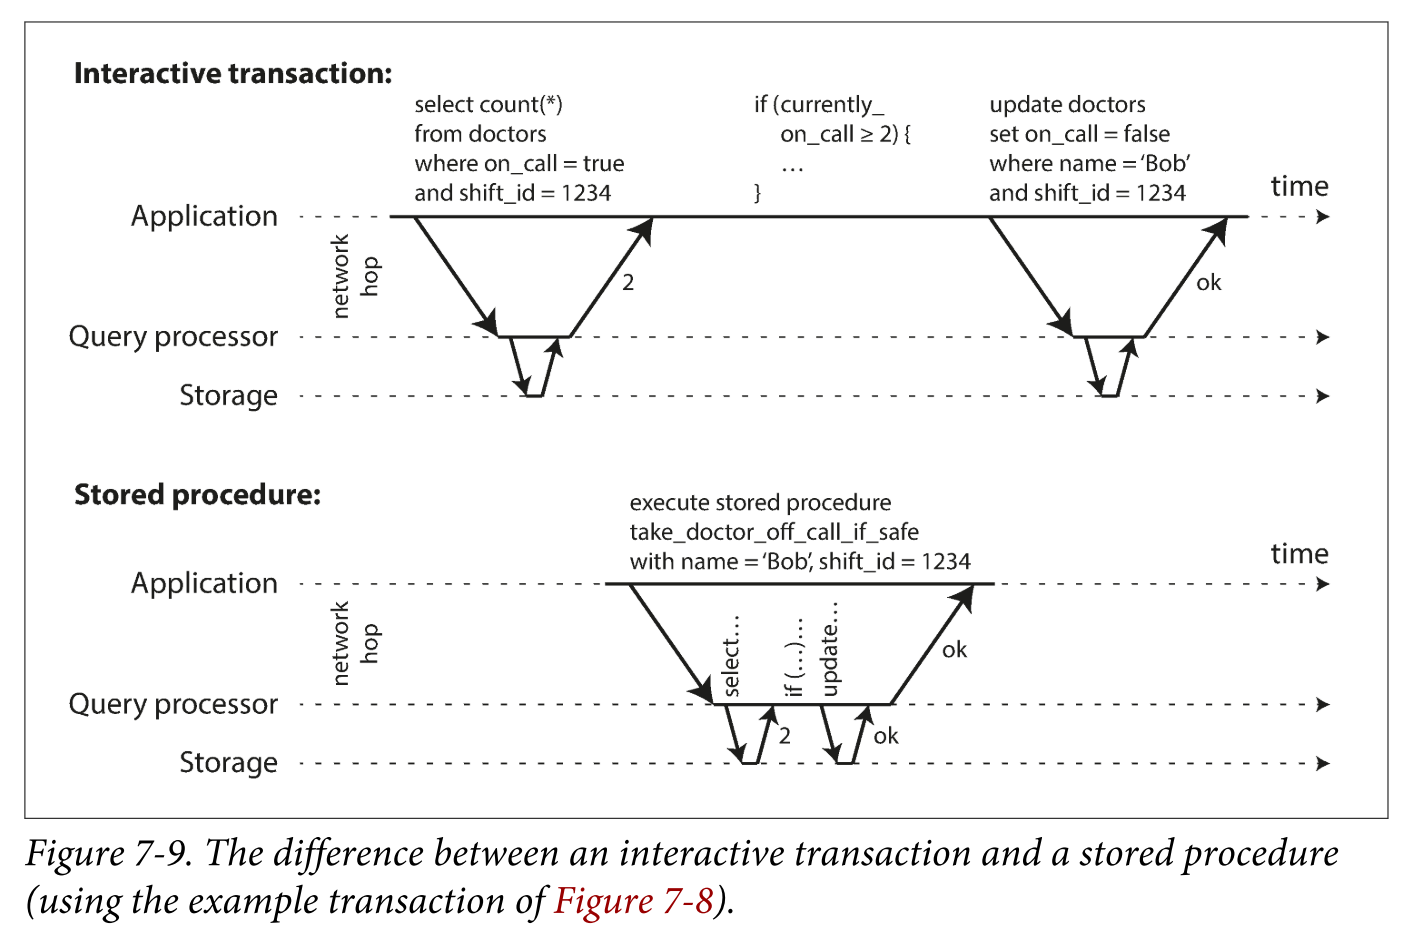 Interactive transaction:
select count(*)
from doctors
where on_call = true
and shift_id = 1234
if (currently_
on_call ≥ 2) {
…
}
update doctors
set on_call = false
where name = ‘Bob’
and shift_id = 1234
time
Application
network
hop
2
ok
Query processor
Storage
Stored procedure:
execute stored procedure
take_doctor_off_call_if_safe
with name = ‘Bob’, shift_id = 1234
time
Application
network
hop
select…
if (…)…
update…
ok
Query processor
2
ok
Storage
Figure 7-9. The difference between an interactive transaction and a stored procedure
(using the example transaction of Figure 7-8).